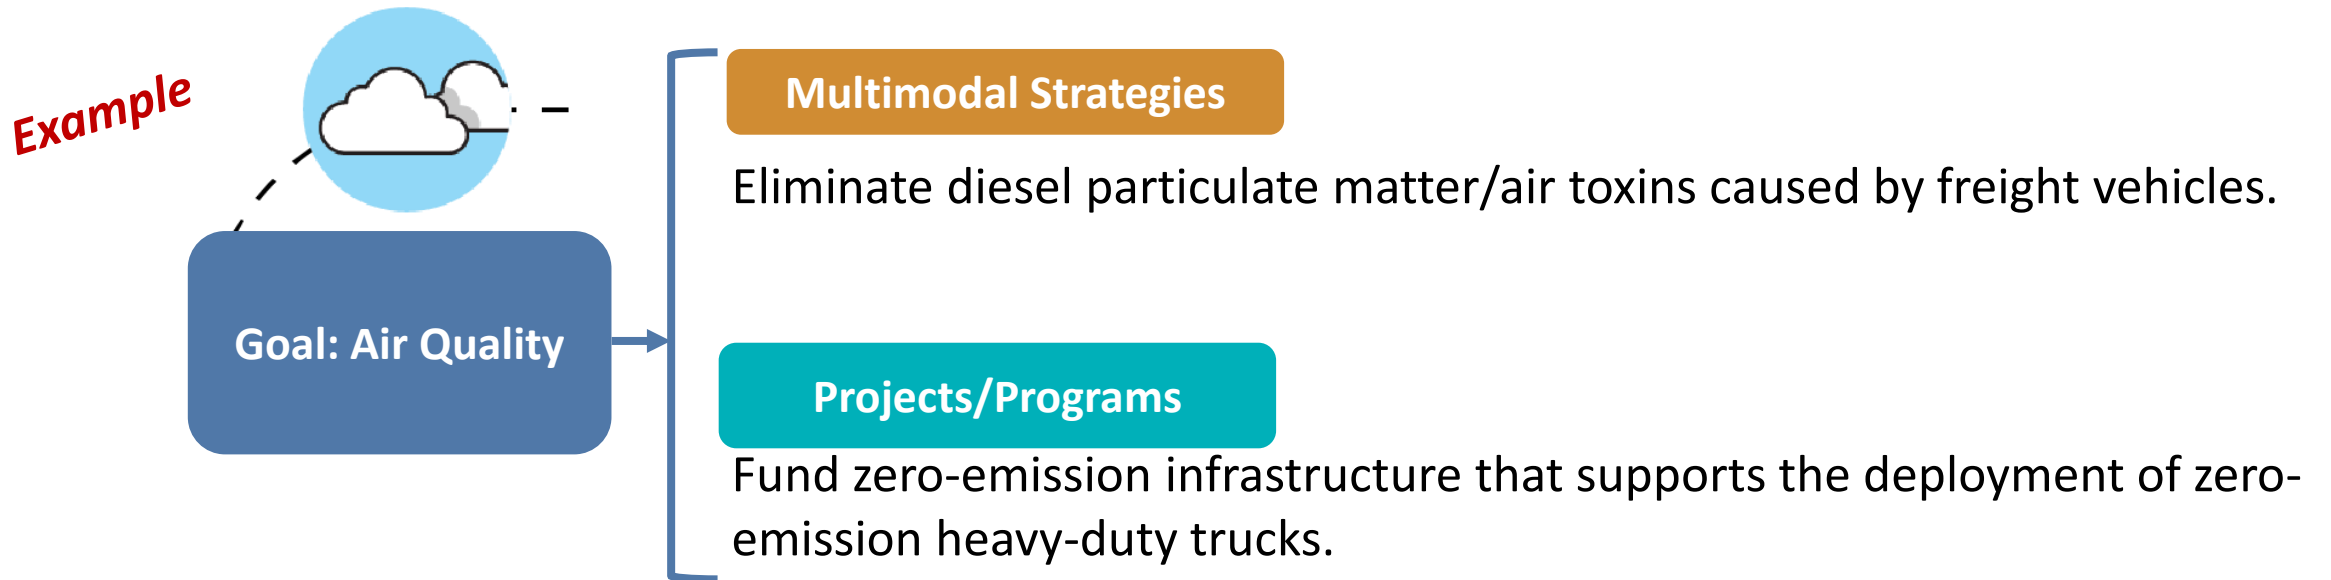 Example
Goal: Air Quality
Multimodal Strategies
Eliminate diesel particulate matter/air toxins caused by freight vehicles.
Projects/Programs
Fund zero-emission infrastructure that supports the deployment of zero-
emission heavy-duty trucks.